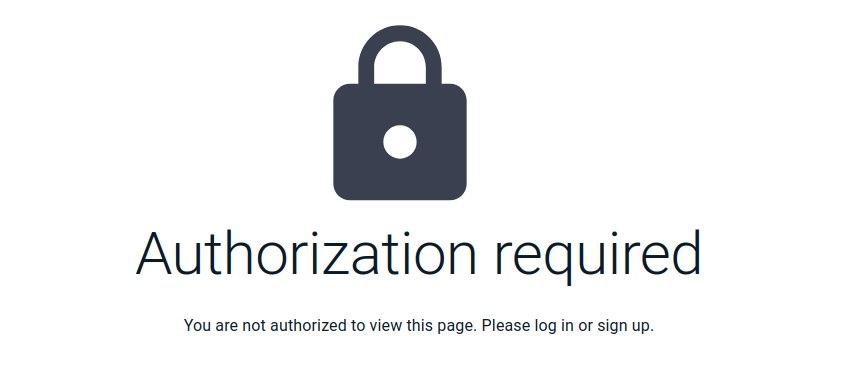 Authorization required
You are not authorized to view this page. Please log in or sign up.